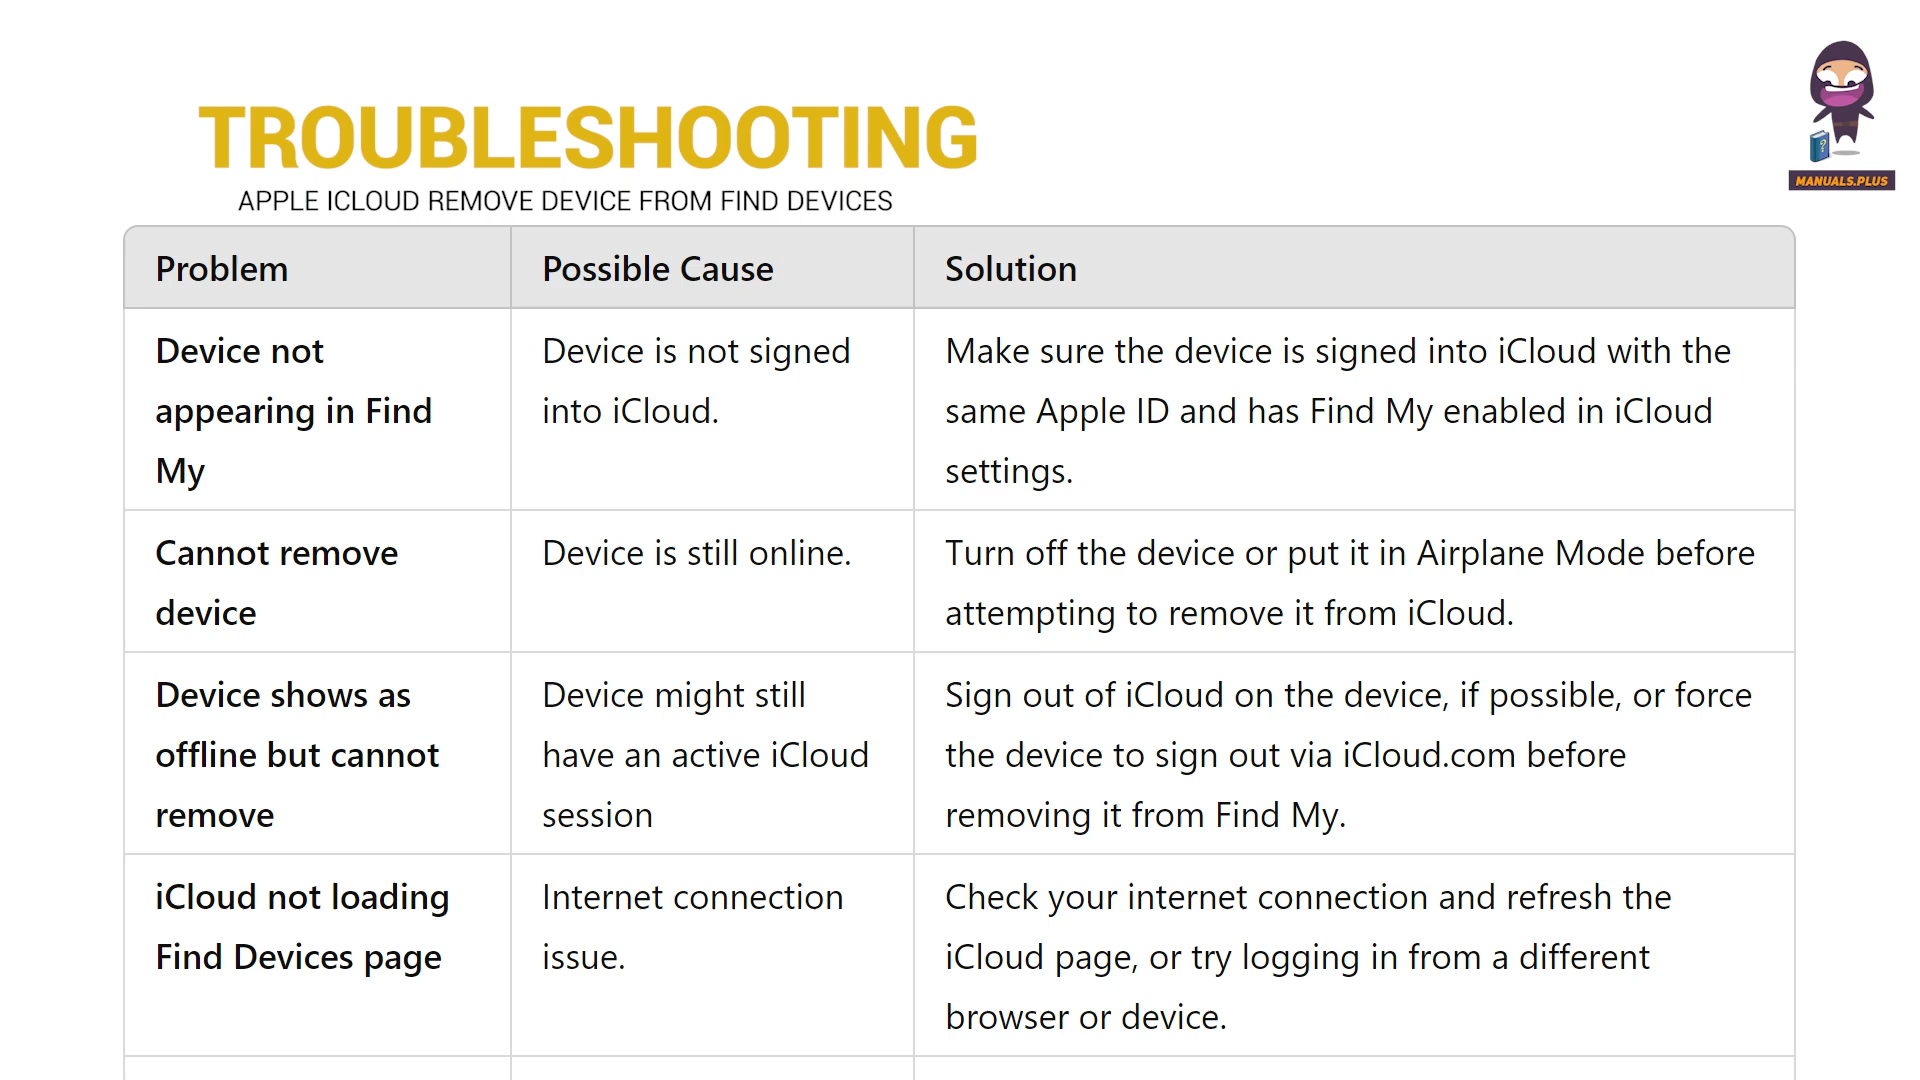 TROUBLESHOOTING
APPLE ICLOUD REMOVE DEVICE FROM FIND DEVICES
?
MANUALS.PLUS
Problem
Possible Cause
Solution
Device not
appearing in Find
My
Device is not signed
into iCloud.
Make sure the device is signed into iCloud with the
same Apple ID and has Find My enabled in iCloud
settings.
Cannot remove
device
Device is still online.
Turn off the device or put it in Airplane Mode before
attempting to remove it from iCloud.
Device shows as
offline but cannot
remove
Device might still
have an active iCloud
session
Sign out of iCloud on the device, if possible, or force
the device to sign out via iCloud.com before
removing it from Find My.
iCloud not loading
Find Devices page
Internet connection
issue.
Check your internet connection and refresh the
iCloud page, or try logging in from a different
browser or device.